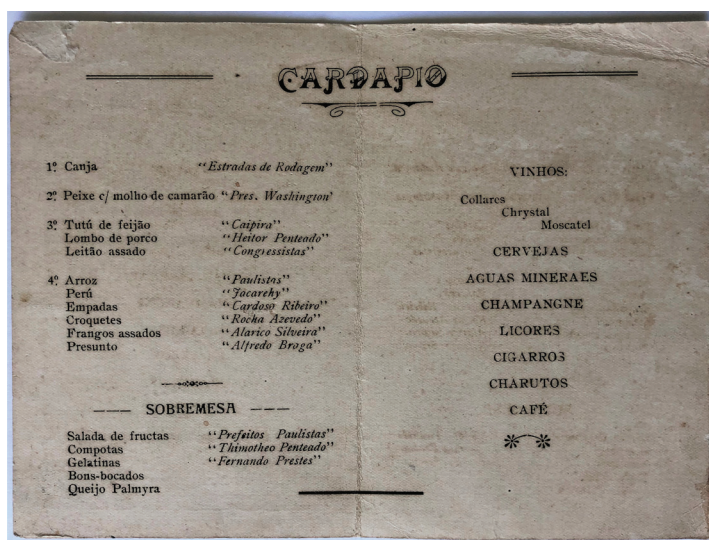 CARDAPIO
1º Canja "Estradas de Rodagem"
2º Peixe c/ molho de camarão "Pres. Washington'
3º Tutú de feijão "Caipira"
Lombo de porco "Heitor Penteado"
Leitão assado "Congressistas"
4º Arroz "Paulistas"
Perú "Jacarehy"
Empadas "Cardoso Ribeiro"
Croquetes "Rocha Azevedo"
Frangos assados "Alarico Silveira"
Presunto "Alfredo Braga"
SOBREMESA
Salada de fructas "Prefeitos Paulistas"
Compotas "Thimotheo Penteado"
Gelatinas "Fernando Prestes"
Bons-bocados
Queijo Palmyra
VINHOS:
Collares
Chrystal
Moscatel
CERVEJAS
AGUAS MINERAES
CHAMPANGNE
LICORES
CIGARROS
CHARUTOS
CAFÉ